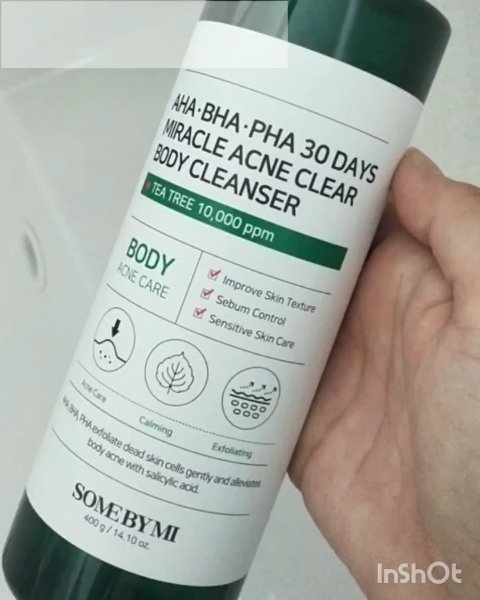 AHA·BHA·PHA 30 DAYS
MIRACLE ACNE CLEAR
BODY CLEANSER
TEA TREE 10,000 ppm
BODY
ACNE CARE
Improve Skin Texture
Sebum Control
Sensitive Skin Care
Acne Care
Calming
Exfoliating
AHA, BHA, PHA exfoliate dead skin cells gently and alleviates
body acne with salicylic acid.
SOME BY MI
400 g / 14.10 oz.
InShOt